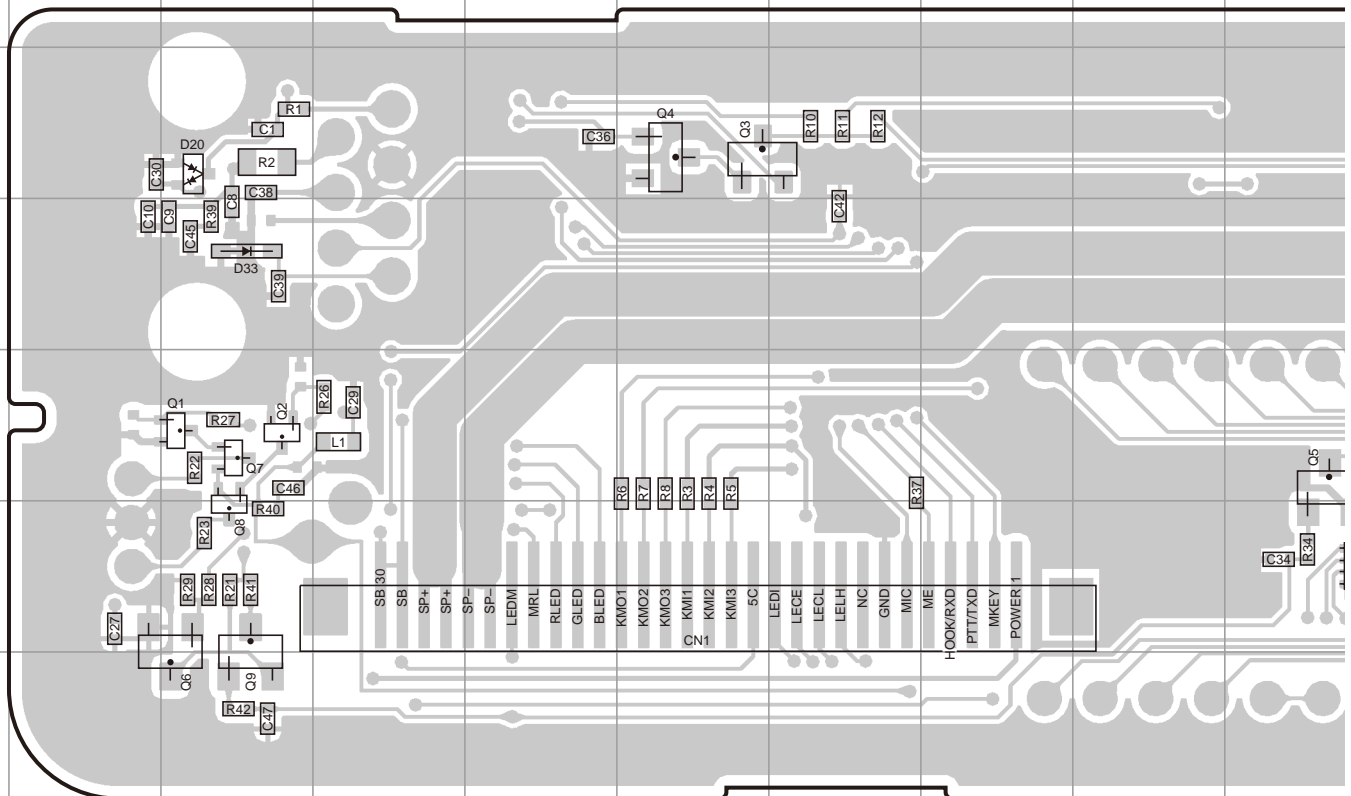 R1
C1
Q4
Q3
R10
R11
R12
C36
D20
C30
R2
C38
C8
C10
C9
R39
C45
C42
D33
C39
Q1
R27
Q2
R26
C29
L1
R22
Q7
C46
R40
Q8
R23
R6
R7
R8
R3
R4
R5
R37
Q5
C34
R34
R29
R28
R21
R41
C27
Q6
Q9
R42
C47
SB30
SB
SP+
SP+
SP–
SP–
LEDM
MRL
RLED
GLED
BLED
KMO1
KMO2
KMO3
KMI1
KMI2
KMI3
5C
LEDI
LECE
LECL
LELH
NC
GND
MIC
ME
HOOK/RXD
PTT/TXD
MKEY
POWER1
CN1